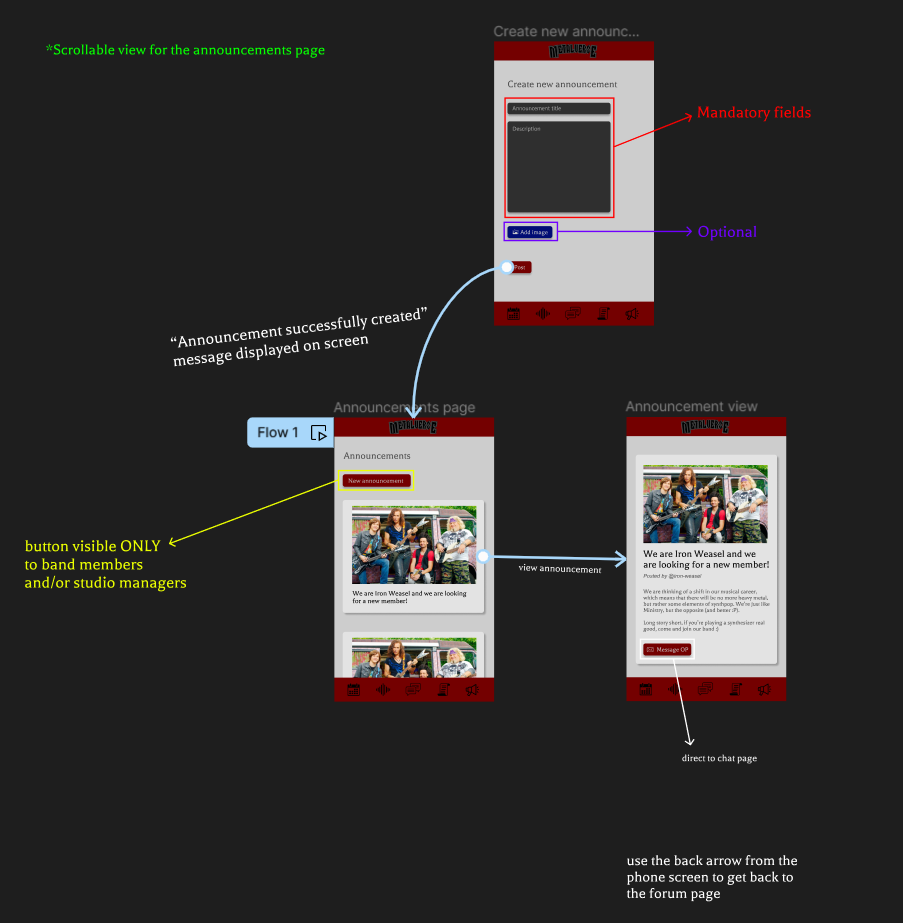 *Scrollable view for the announcements page
Create new announc...
METALVERSE
Create new announcement
Announcement title
Description
Mandatory fields
Add image
Optional
Post
“Announcement successfully created”
message displayed on screen
Announcements page
Flow 1
METALVERSE
Announcements
New announcement
button visible ONLY
to band members
and/or studio managers
We are Iron Weasel and we are looking
for a new member!
view announcement
Announcement view
METALVERSE
We are Iron Weasel and we
are looking for a new member!
Posted by @iron-weasel
We are thinking of a shift in our musical career,
which means that there will be no more heavy metal,
but rather some elements of synthpop. We're just like
Ministry, but the opposite (and better :P).
Long story short, if you're playing a synthesizer real
good, come and join our band :)
Message OP
direct to chat page
use the back arrow from the
phone screen to get back to
the forum page